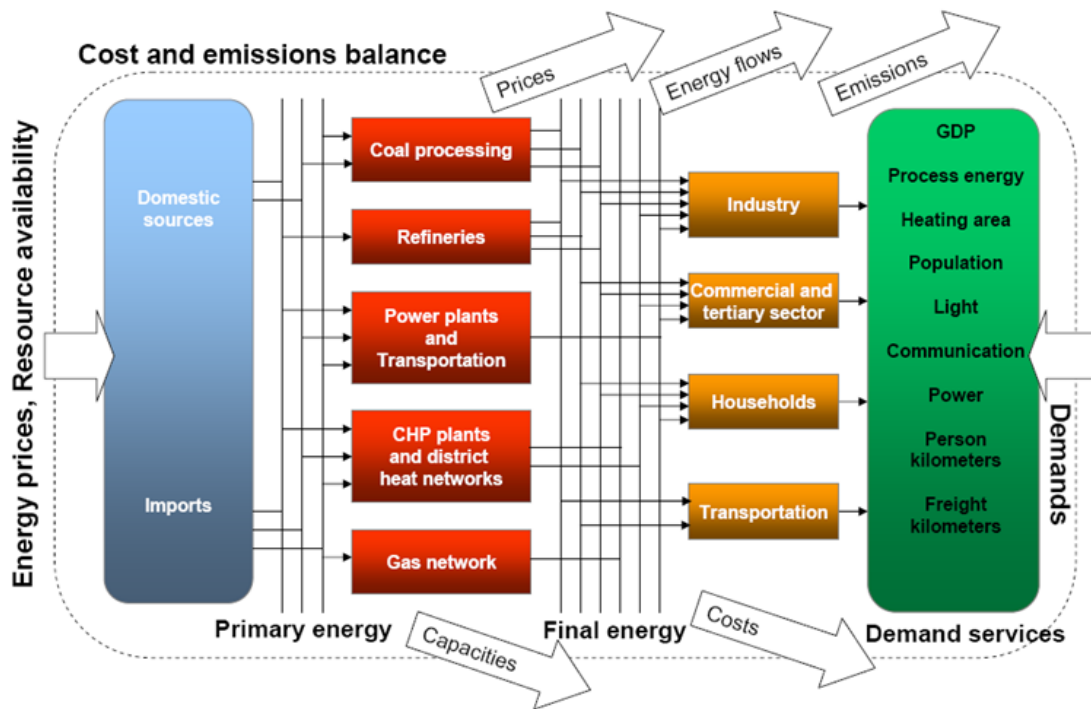 Cost and emissions balance
Prices
Energy flows
Emissions
Energy prices, Resource availability
Domestic
sources
Imports
Coal processing
Refineries
Power plants
and
Transportation
CHP plants
and district
heat networks
Gas network
Industry
Commercial and
tertiary sector
Households
Transportation
GDP
Process energy
Heating area
Population
Light
Communication
Power
Person
kilometers
Freight
kilometers
Demands
Primary energy
Final energy
Demand services
Capacities
Costs